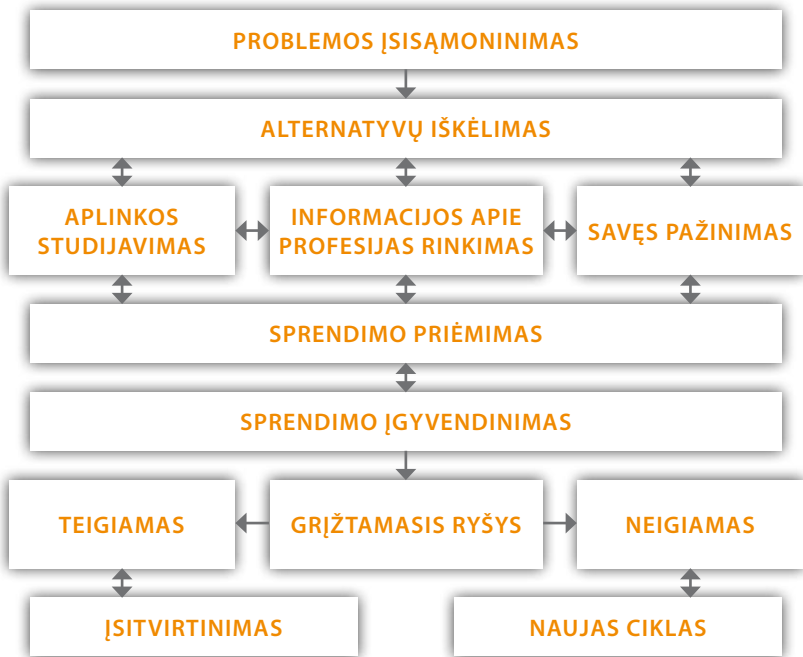 PROBLEMOS ĮSISĄMONINIMAS
ALTERNATYVŲ IŠKĖLIMAS
APLINKOS
STUDIJAVIMAS
INFORMACIJOS APIE
PROFESIJAS RINKIMAS
SAVĘS PAŽINIMAS
SPRENDIMO PRIĖMIMAS
SPRENDIMO ĮGYVENDINIMAS
TEIGIAMAS
GRĮŽTAMASIS RYŠYS
NEIGIAMAS
ĮSITVIRTINIMAS
NAUJAS CIKLAS